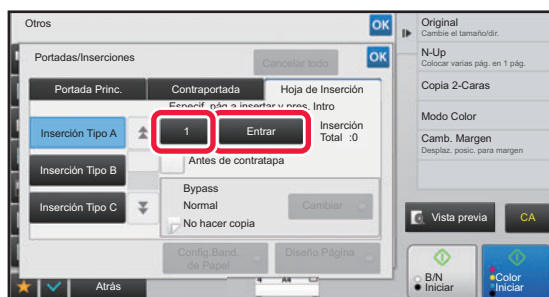 Otros
OK
Portadas/Inserciones
Cancelar todo
OK
Portada Princ.
Contraportada
Hoja de Inserción
Especif. pág a insertar y pres. Intro
Inserción Tipo A
1
Entrar
Inserción
Total :0
Antes de contratapa
Inserción Tipo B
Inserción Tipo C
Bypass
Normal
No hacer copia
Cambiar
Config.Band.
de Papel
Diseño Página
Atrás
A4
Original
Cambie el tamaño/dir.
N-Up
Colocar varias pág. en 1 pág.
Copia 2-Caras
Modo Color
Camb. Margen
Desplaz. posic. para margen
Vista previa
CA
B/N
Iniciar
Color
Iniciar